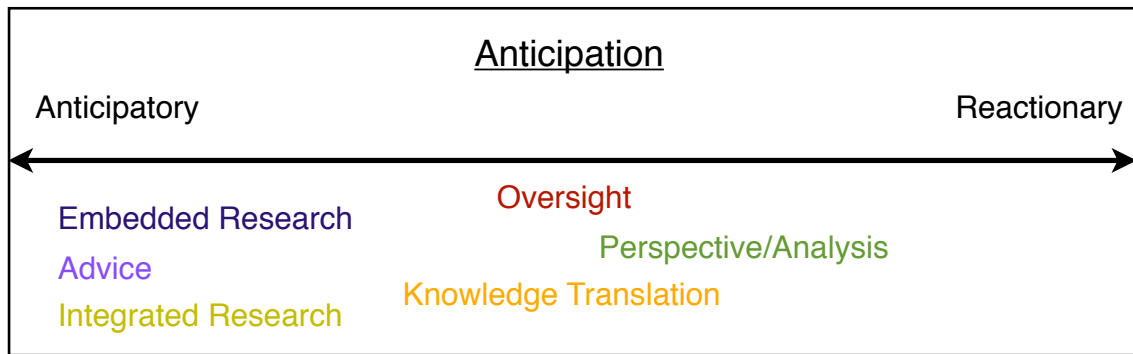 Anticipation
Anticipatory
Reactionary
Oversight
Embedded Research
Perspective/Analysis
Advice
Knowledge Translation
Integrated Research